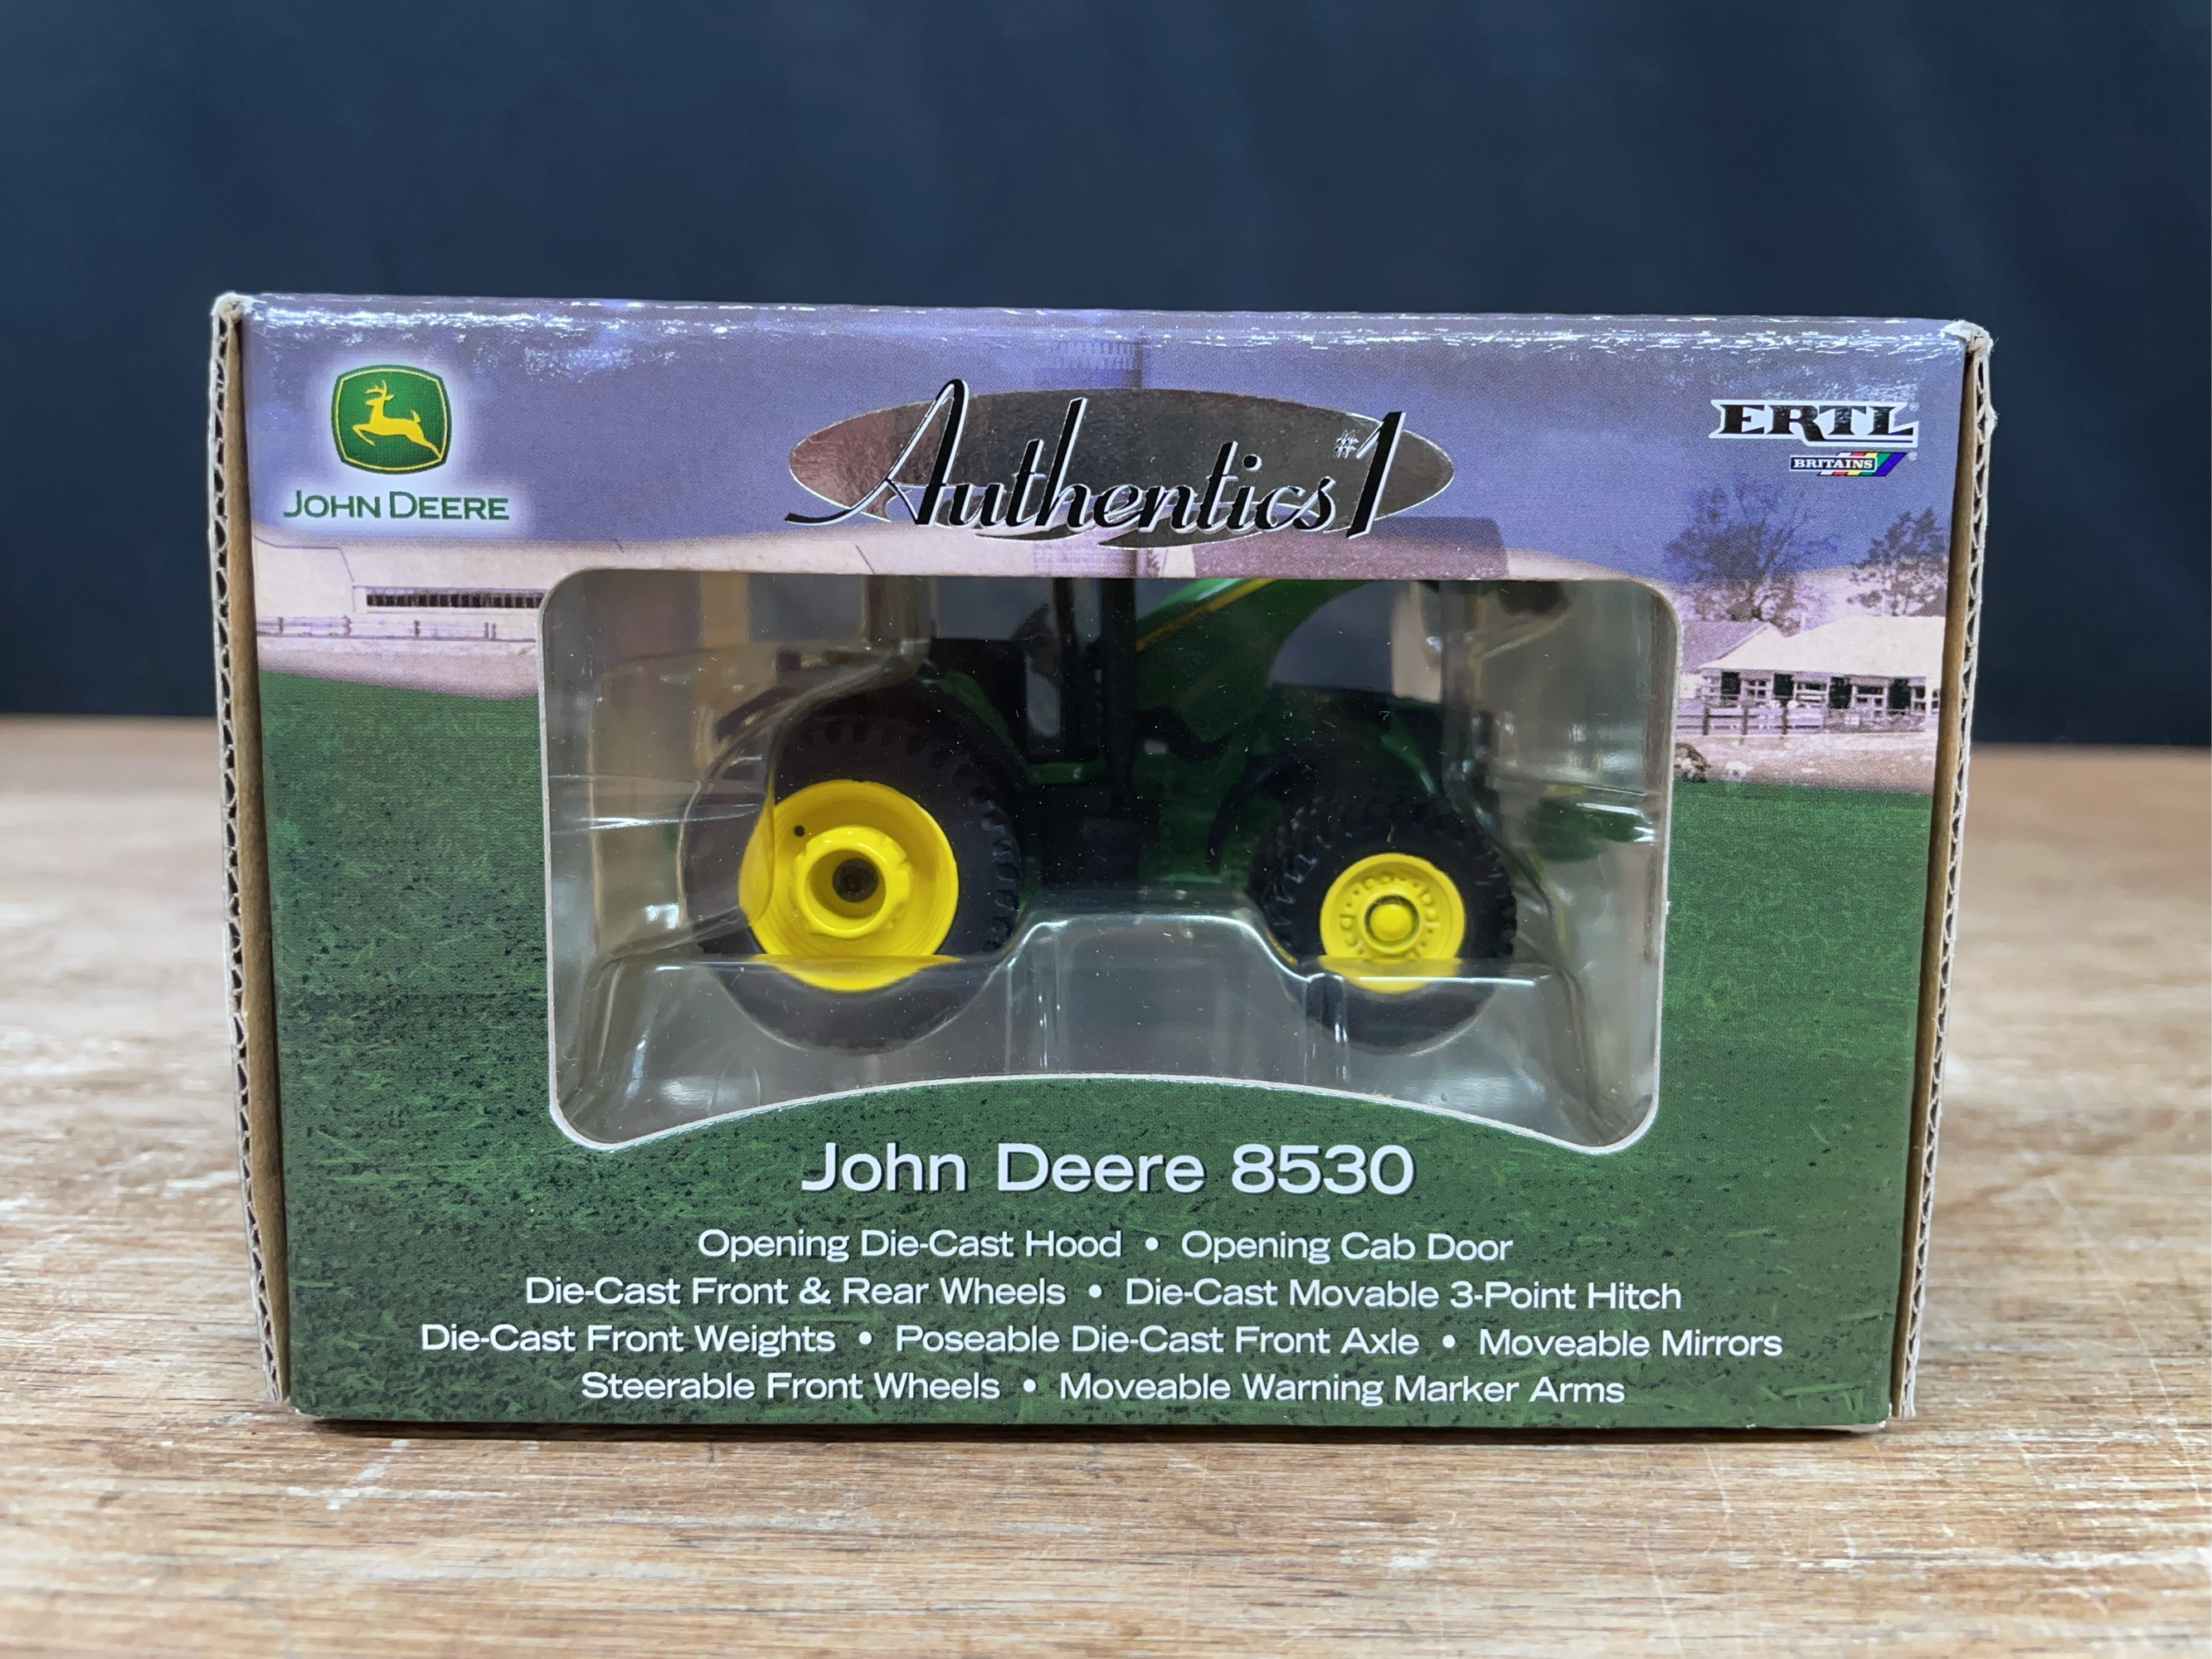 JOHN DEERE
Authentics #1
ERTL
BRITAINS
John Deere 8530
Opening Die-Cast Hood • Opening Cab Door
Die-Cast Front & Rear Wheels • Die-Cast Movable 3-Point Hitch
Die-Cast Front Weights • Poseable Die-Cast Front Axle • Moveable Mirrors
Steerable Front Wheels • Moveable Warning Marker Arms